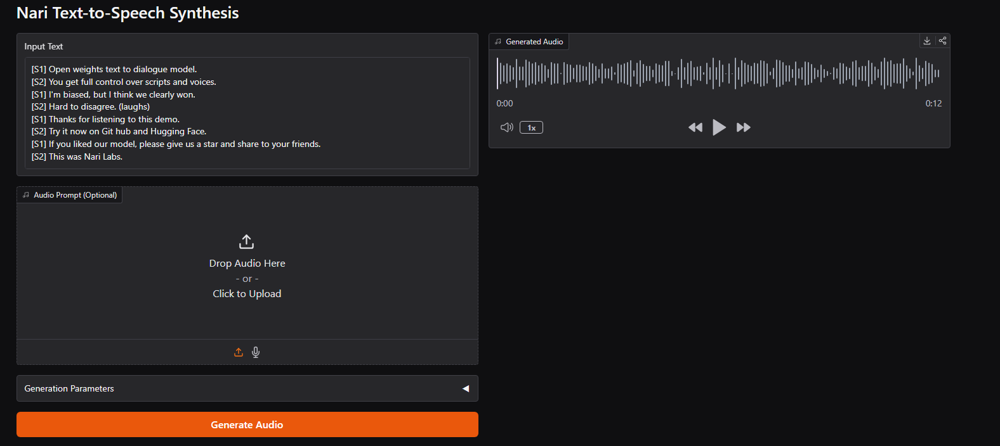 Nari Text-to-Speech Synthesis
Input Text
[S1] Open weights text to dialogue model.
[S2] You get full control over scripts and voices.
[S1] I'm biased, but I think we clearly won.
[S2] Hard to disagree. (laughs)
[S1] Thanks for listening to this demo.
[S2] Try it now on Git hub and Hugging Face.
[S1] If you liked our model, please give us a star and share to your friends.
[S2] This was Nari Labs.
Audio Prompt (Optional)
Drop Audio Here
- or -
Click to Upload
Generation Parameters
Generate Audio
Generated Audio
0:00
0:12
1x